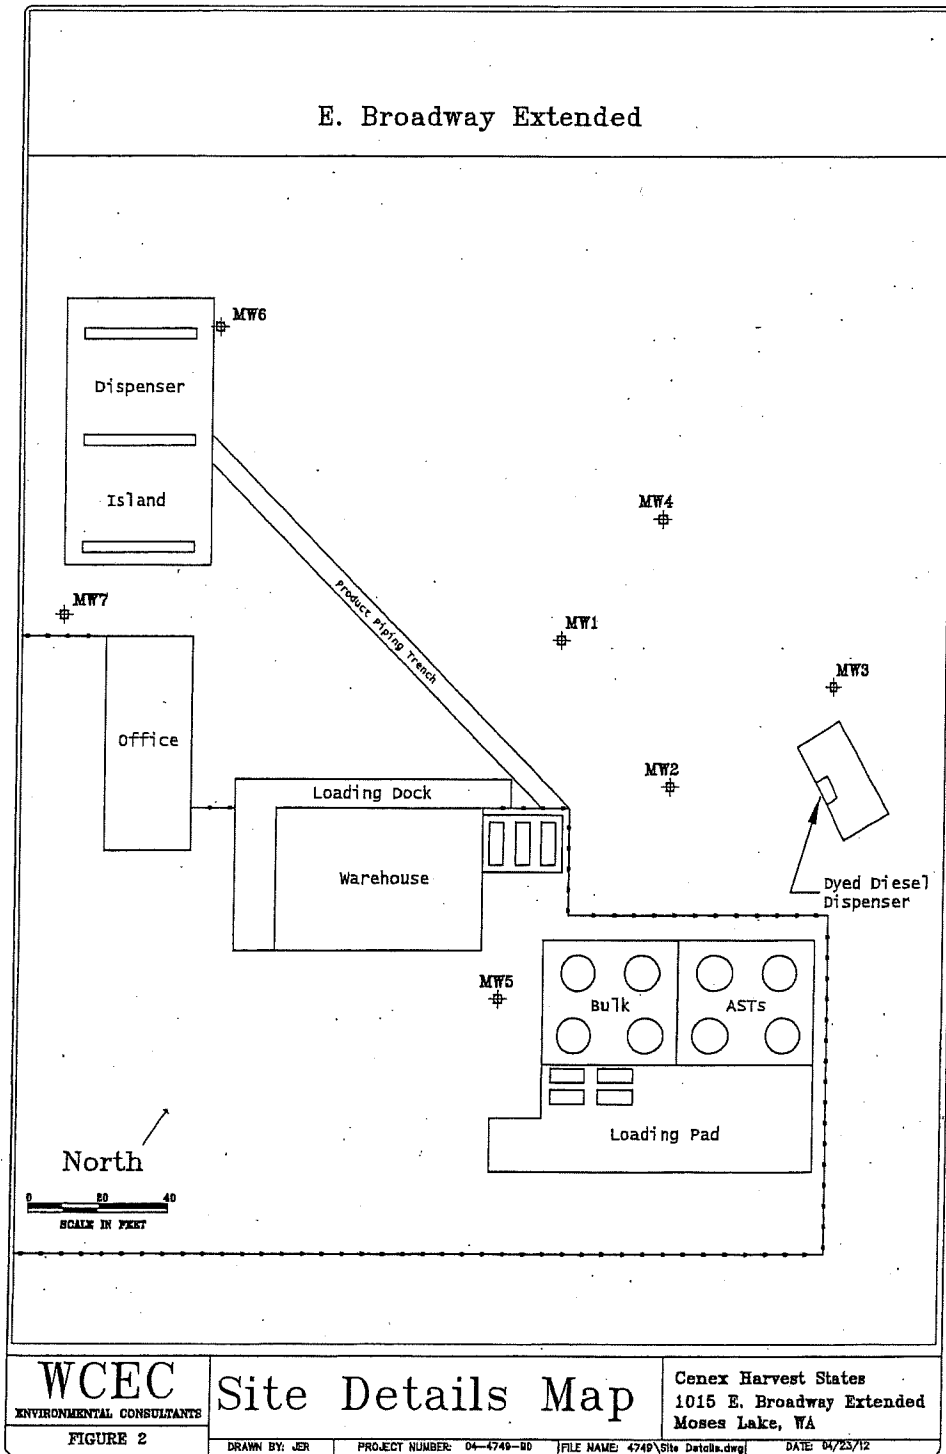 E. Broadway Extended
MW6
Dispenser
Island
MW4
MW7
Product Piping Trench
MW1
MW3
Office
MW2
Loading Dock
Warehouse
Dyed Diesel
Dispenser
MW5
Bulk
ASTs
Loading Pad
North
0 20 40
SCALE IN FEET
WCEC
ENVIRONMENTAL CONSULTANTS
FIGURE 2
Site Details Map
Cenex Harvest States
1015 E. Broadway Extended
Moses Lake, WA
DRAWN BY: JER
PROJECT NUMBER: 04-4749-BD
FILE NAME: 4749\Site Details.dwg
DATE: 04/23/12